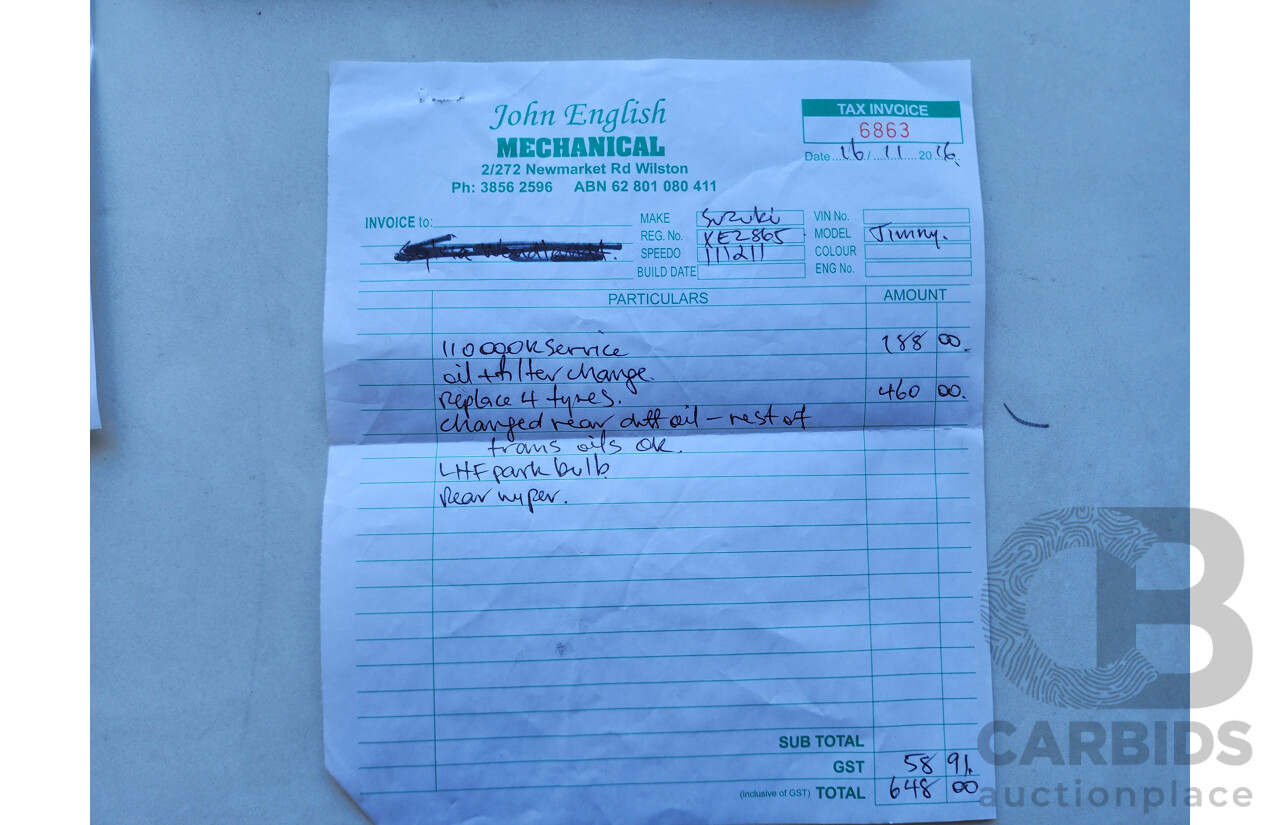 John English
MECHANICAL
2/272 Newmarket Rd Wilston
Ph: 3856 2596 ABN 62 801 080 411
TAX INVOICE
6863
Date 16/11 2016
INVOICE to:
MAKE Suzuki VIN No.
REG. No. XEZ865 MODEL Jimny.
SPEEDO 111211 COLOUR
BUILD DATE ENG No.
PARTICULARS AMOUNT
110000K Service 188 00.
oil + filter change.
Replace 4 tyres. 460 00.
changed rear diff oil – rest of
trans oils ok.
LHF park bulb
Rear wyper.
SUB TOTAL
GST 58 91.
(inclusive of GST) TOTAL 648 00
CARBIDS
auctionplace